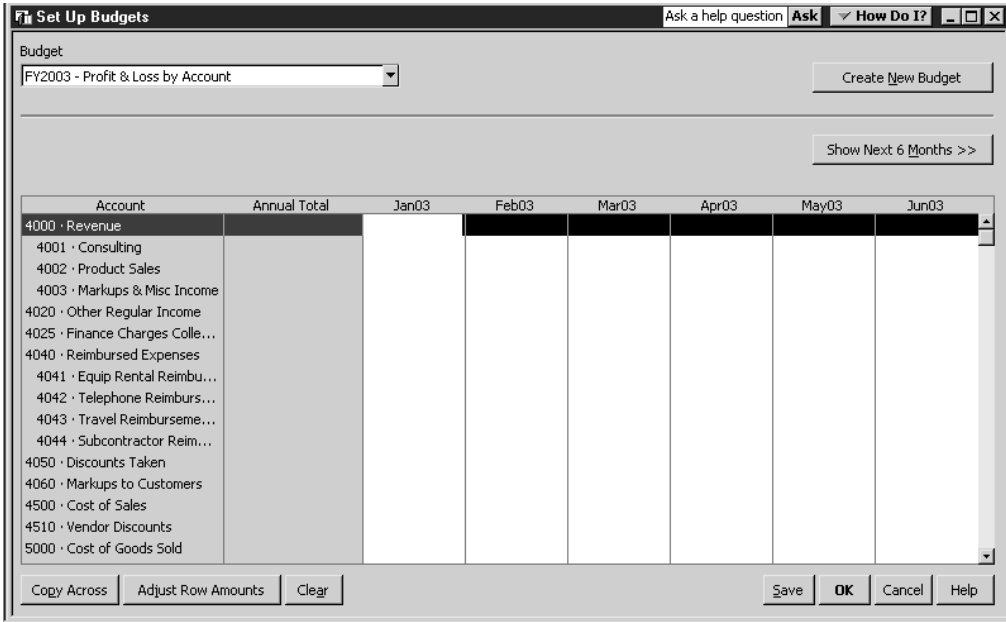 Set Up Budgets Ask a help question Ask How Do I?
Budget
FY2003 - Profit & Loss by Account
Create New Budget
Show Next 6 Months >>
Account Annual Total Jan03 Feb03 Mar03 Apr03 May03 Jun03
4000 · Revenue
4001 · Consulting
4002 · Product Sales
4003 · Markups & Misc Income
4020 · Other Regular Income
4025 · Finance Charges Colle...
4040 · Reimbursed Expenses
4041 · Equip Rental Reimbu...
4042 · Telephone Reimburs...
4043 · Travel Reimburseme...
4044 · Subcontractor Reim...
4050 · Discounts Taken
4060 · Markups to Customers
4500 · Cost of Sales
4510 · Vendor Discounts
5000 · Cost of Goods Sold
Copy Across Adjust Row Amounts Clear Save OK Cancel Help